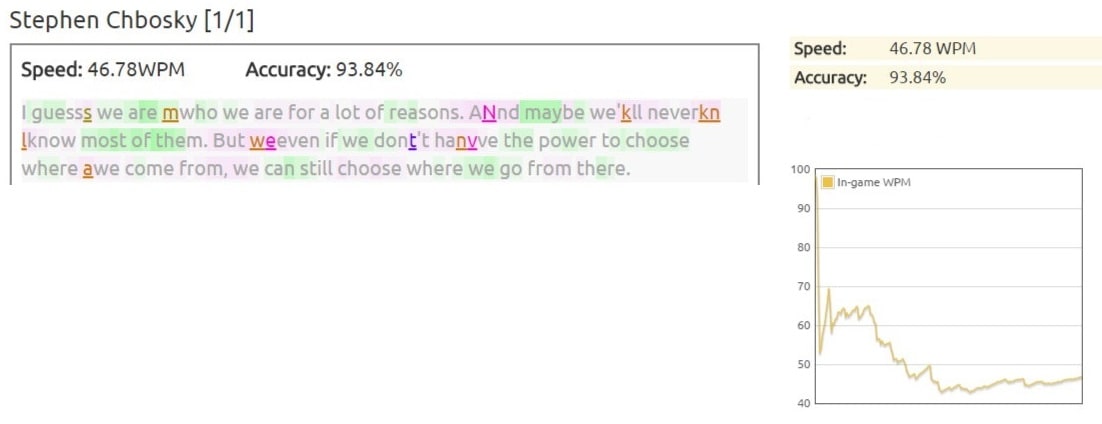 Stephen Chbosky [1/1]
Speed: 46.78WPM Accuracy: 93.84%
I guesss we are mwho we are for a lot of reasons. ANnd maybe we'kll neverkn
lknow most of them. But weeven if we dont't hanvve the power to choose
where awe come from, we can still choose where we go from there.
Speed: 46.78 WPM
Accuracy: 93.84%
In-game WPM
100
90
80
70
60
50
40